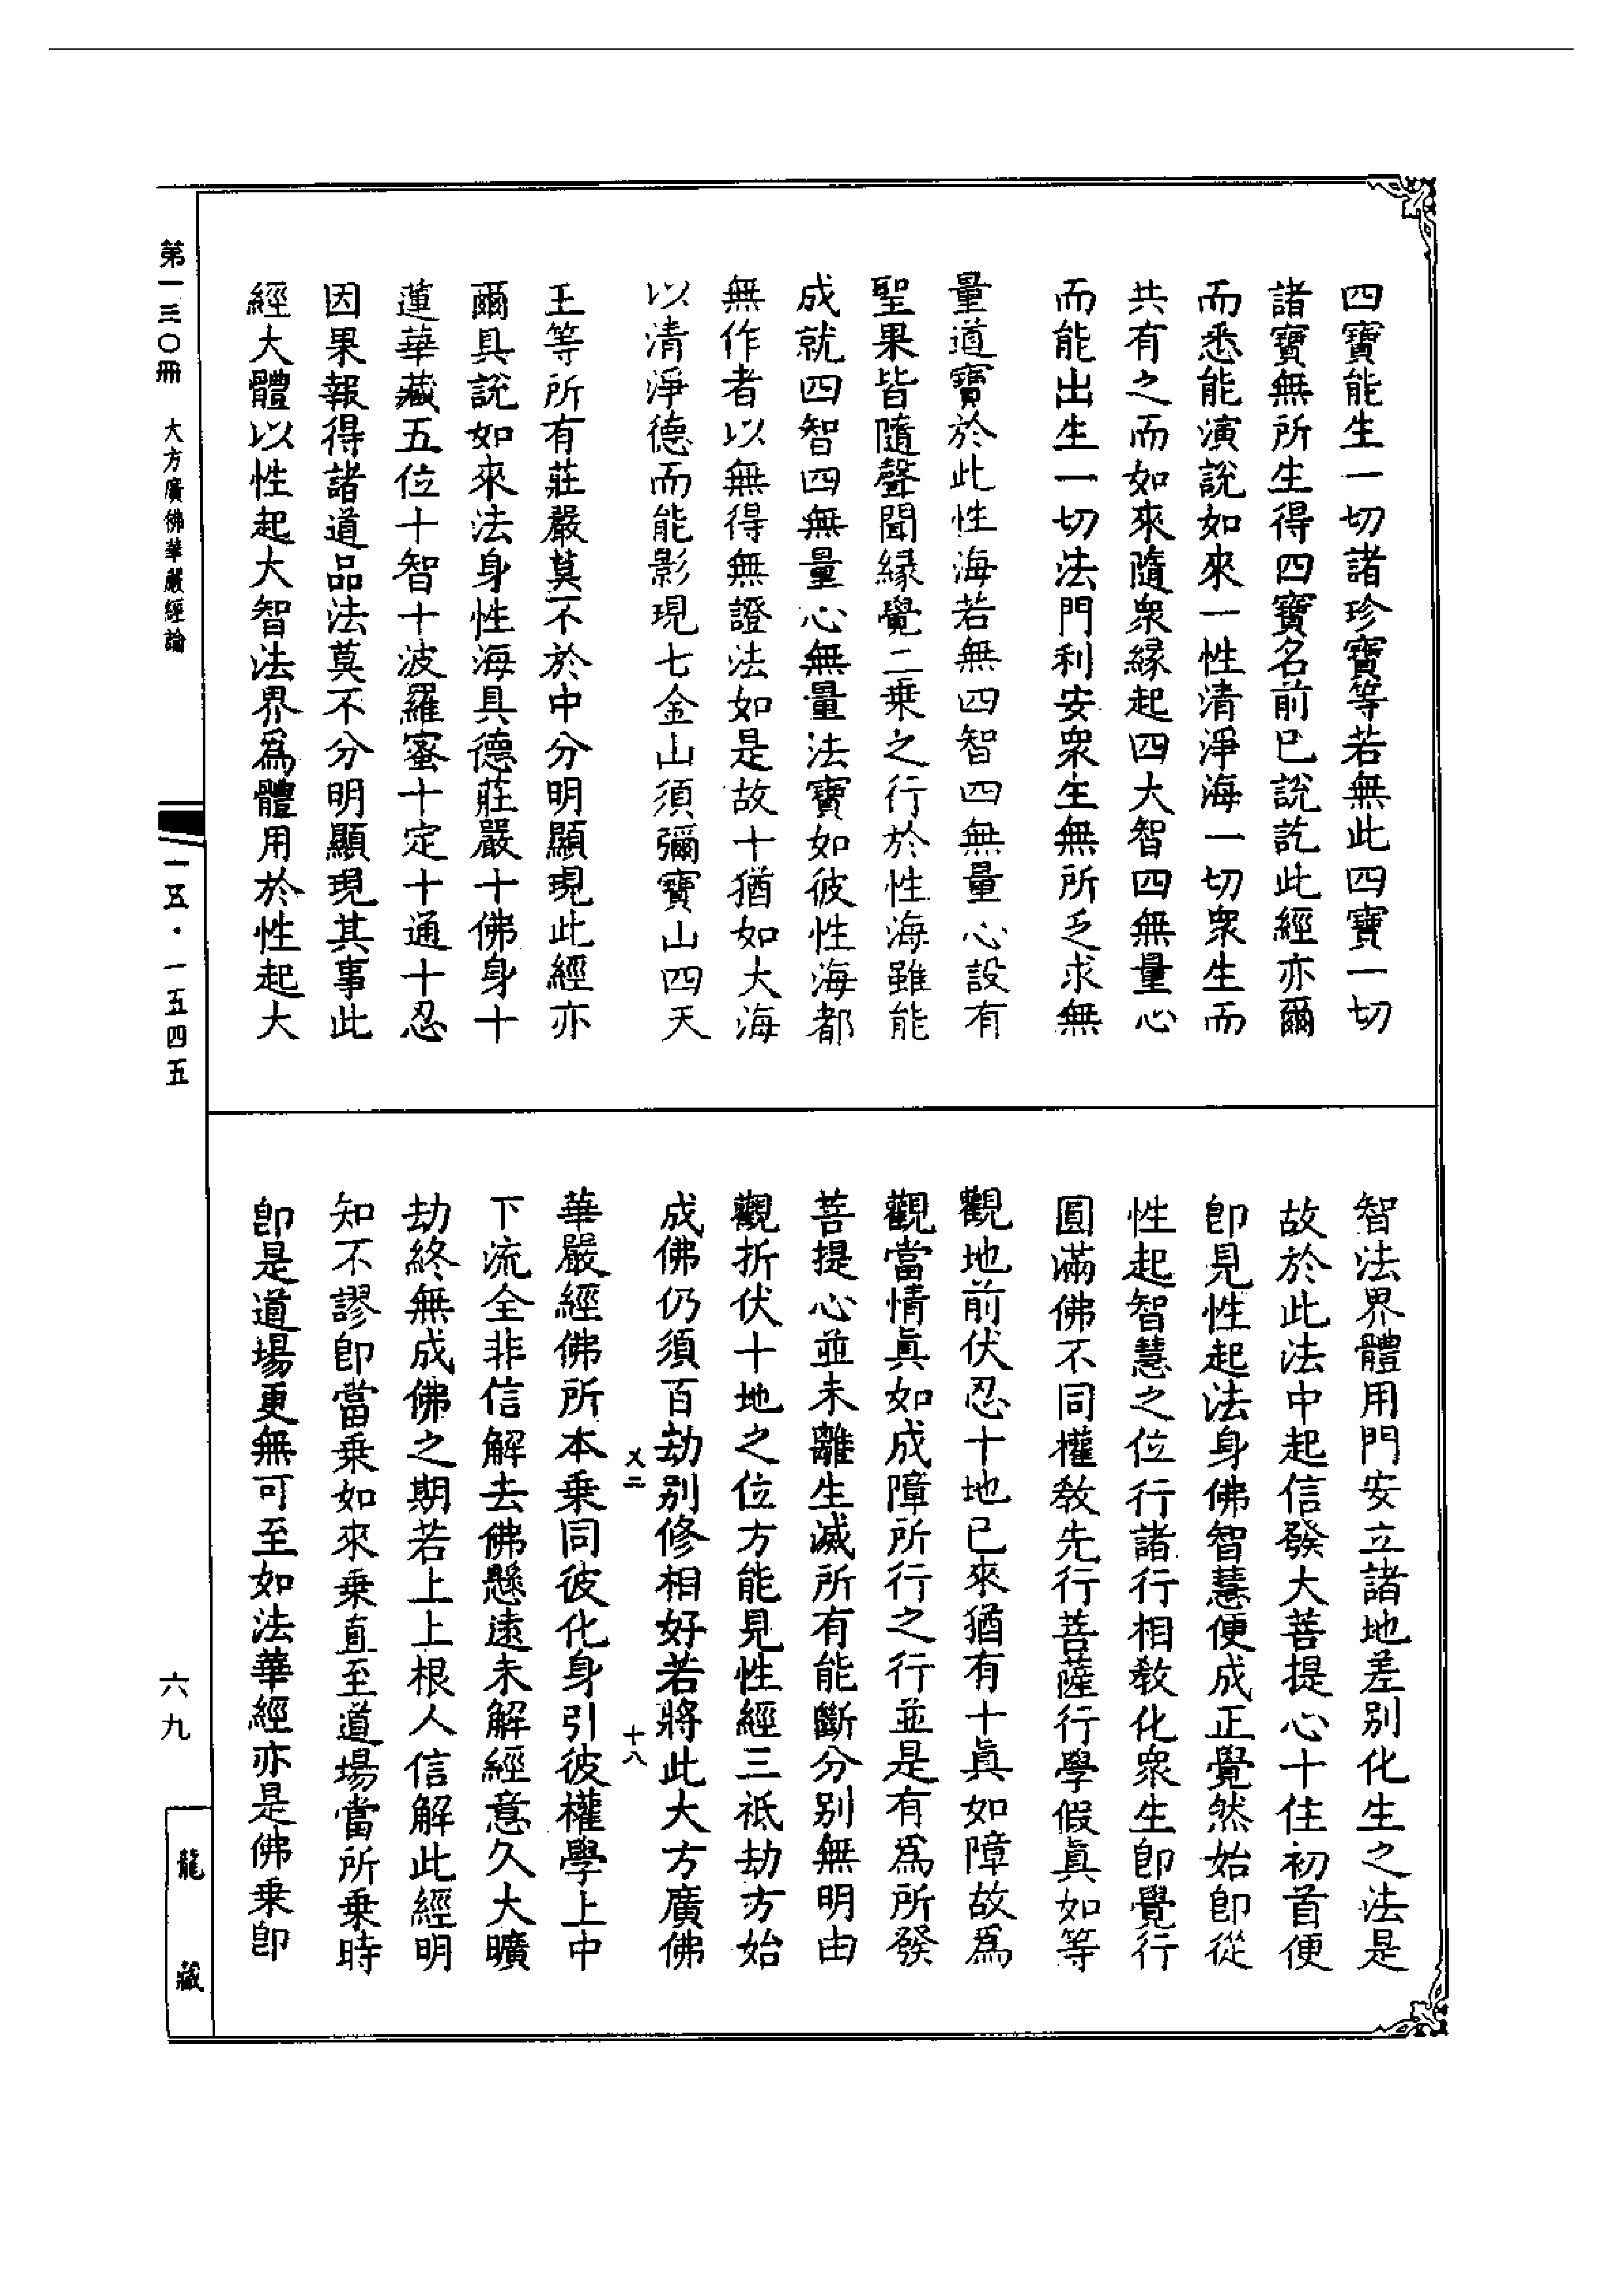 四寶能生一切諸珍寶等若無此四寶一切
諸寶無所生得四寶名前已説訖此經亦爾
而悉能演説如來一性清淨海一切衆生而
共有之而如來隨衆緣起四大智四無量心
而能出生一切法門利安衆生無所乏求無
量道寶於此性海若無四智四無量心設有
聖果皆隨聲聞緣覺二乗之行於性海雖能
成就四智四無量心無量法寶如彼性海都
無作者以無得無證法如是故十猶如大海
以清淨德而能影現七金山須彌寶山四天
王等所有莊嚴莫不於中分明顯現此經亦
爾具説如來法身性海具德莊嚴十佛身十
蓮華藏五位十智十波羅蜜十定十通十忍
因果報得諸道品法莫不分明顯現其事此
經大體以性起大智法界爲體用於性起大
智法界體用門安立諸地差别化生之法是
故於此法中起信發大菩提心十住初首便
卽見性起法身佛智慧便成正覺然始卽從
性起智慧之位行諸行相教化衆生卽覺行
圓滿佛不同權教先行菩薩行學假眞如等
觀地前伏忍十地已來猶有十眞如障故爲
觀當情眞如成障所行之行並是有爲所發
菩提心並未離生滅所有能斷分别無明由
觀折伏十地之位方能見性經三祇劫方始
成佛仍須百劫别修相好若將此大方廣佛
華嚴經佛所本乗同彼化身引彼權學上中
下流全非信解去佛懸遠未解經意久大曠
劫終無成佛之期若上上根人信解此經明
知不謬卽當乗如來乗直至道場當所乗時
卽是道場更無可至如法華經亦是佛乗卽
乂二
十八
第一三〇冊
大方廣佛華嚴經論
一五·一五四五
六九
龍藏